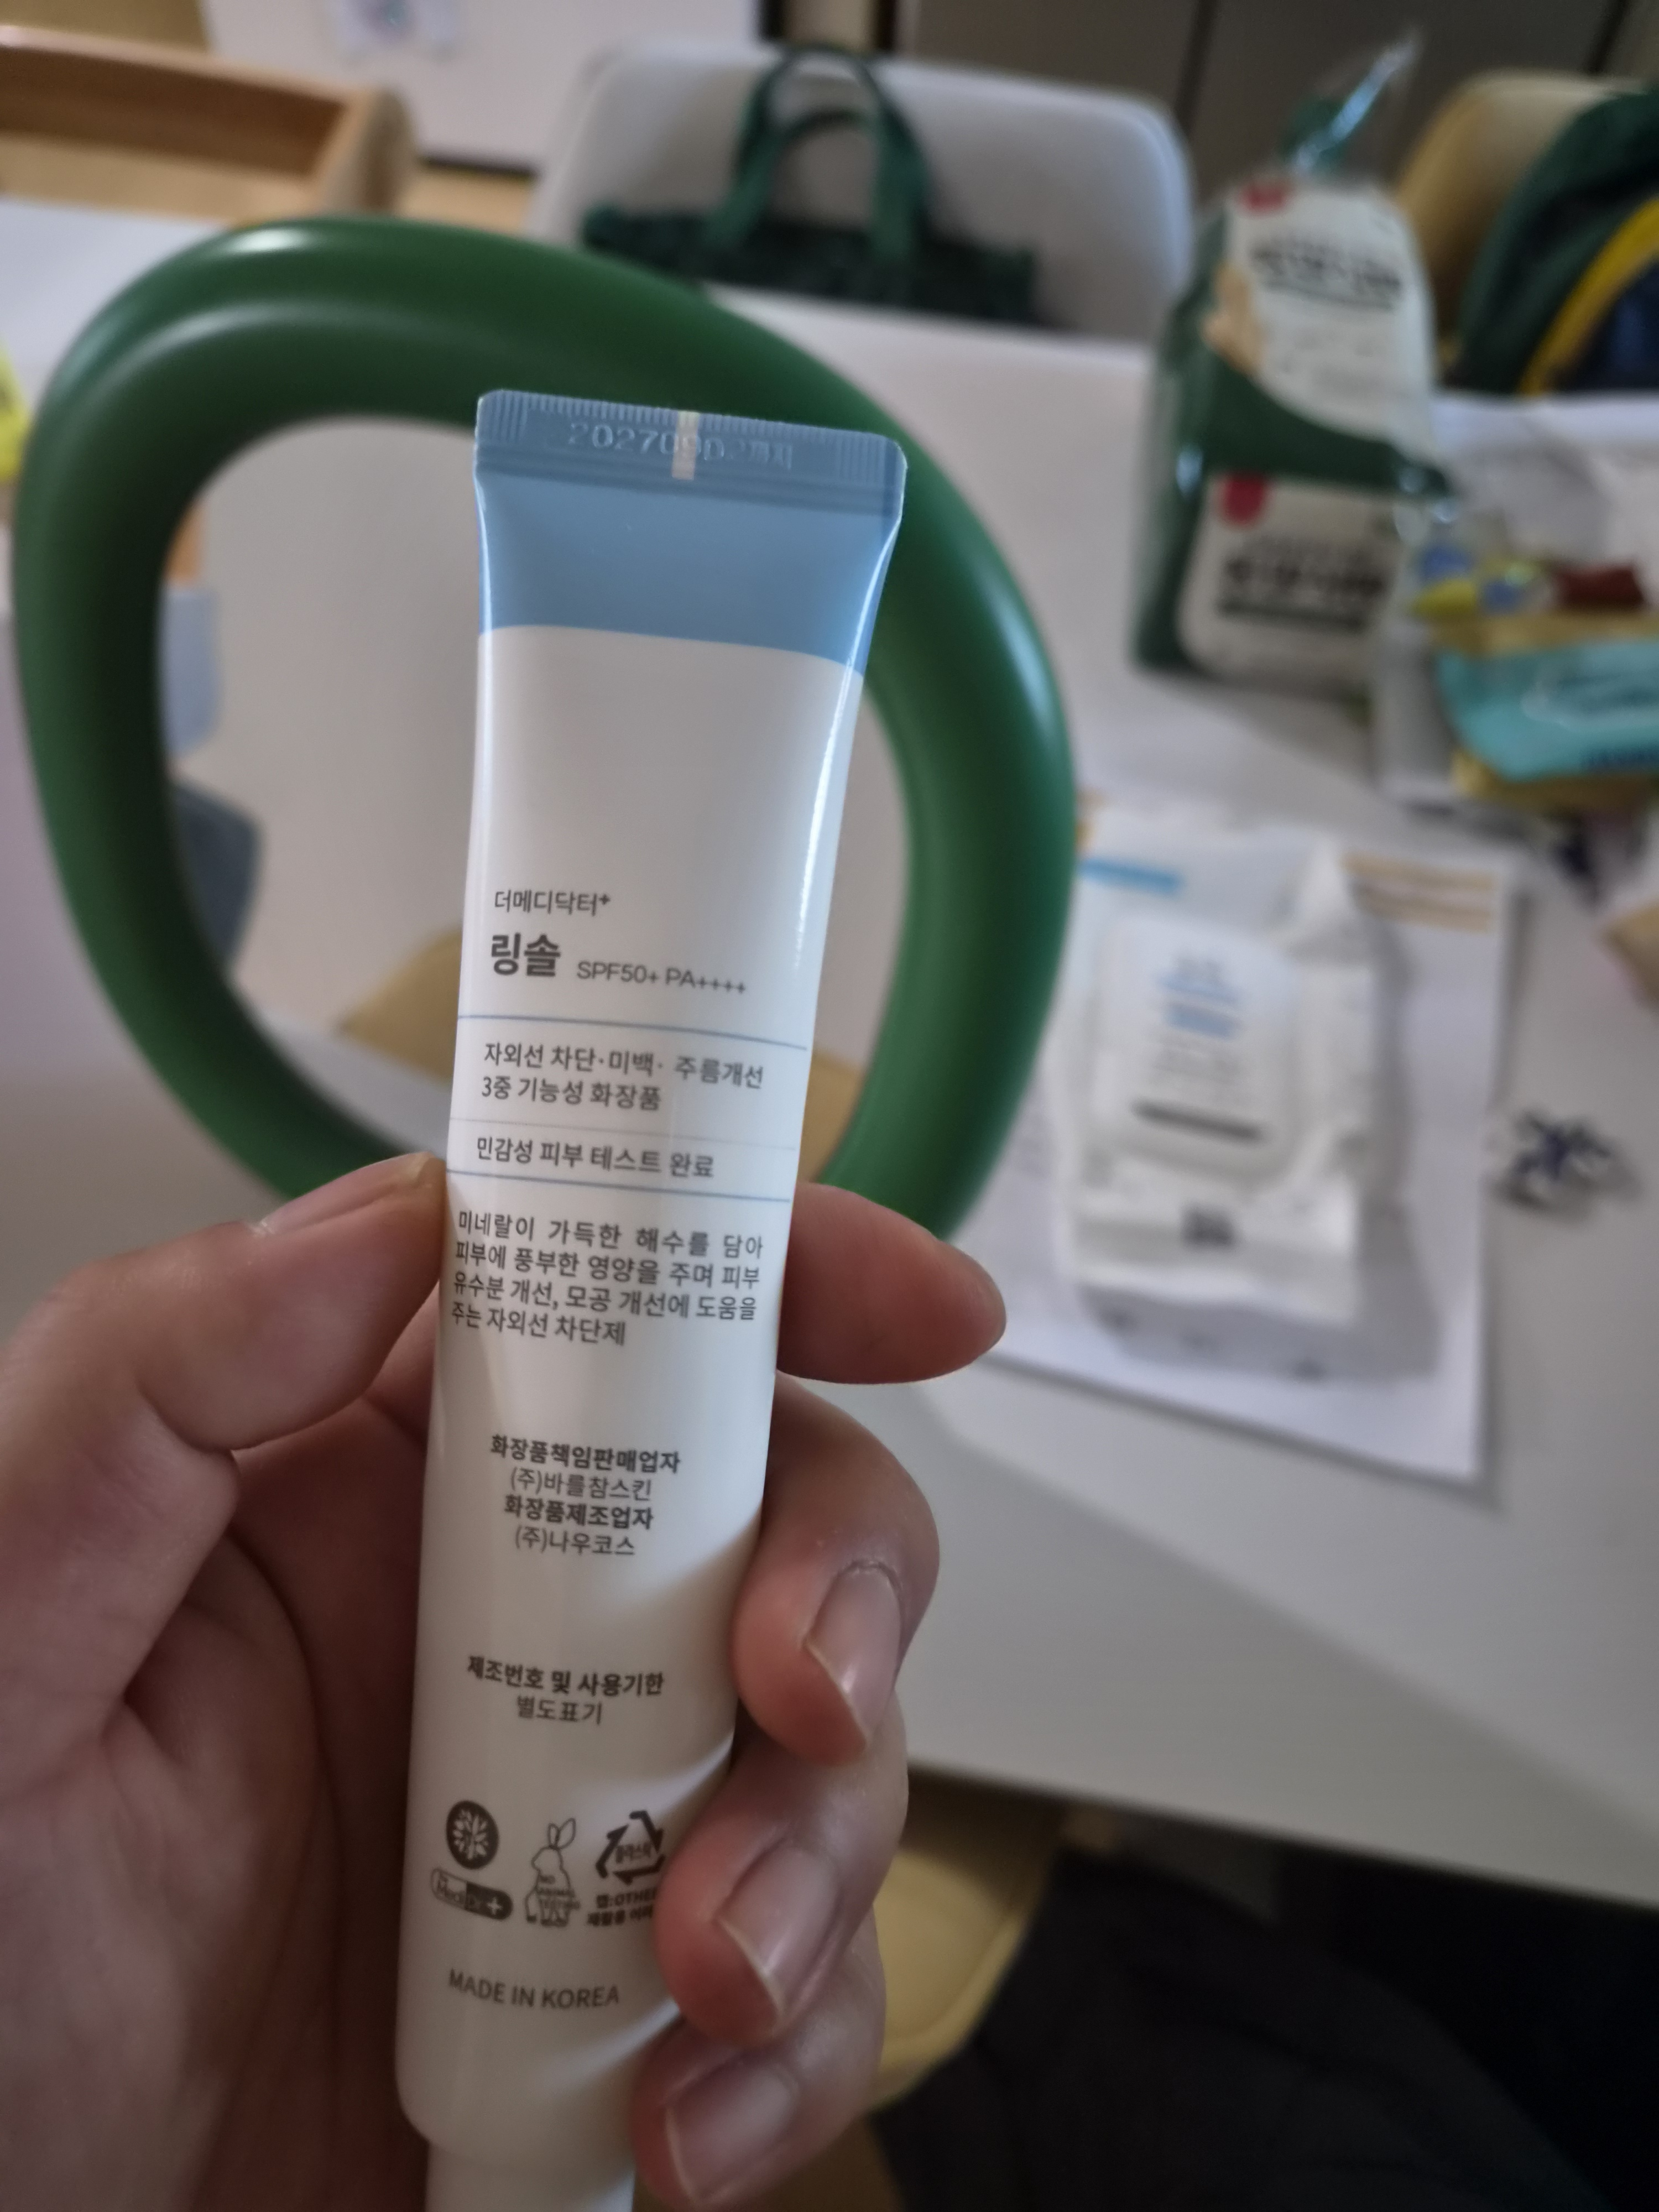 더메디닥터+
링솔 SPF50+ PA++++
자외선 차단·미백· 주름개선
3중 기능성 화장품
민감성 피부 테스트 완료
미네랄이 가득한 해수를 담아
피부에 풍부한 영양을 주며 피부
유수분 개선, 모공 개선에 도움을
주는 자외선 차단제
화장품책임판매업자
(주)바를참스킨
화장품제조업자
(주)나우코스
제조번호 및 사용기한
별도표기
플라스틱
캡:OTHER
MADE IN KOREA